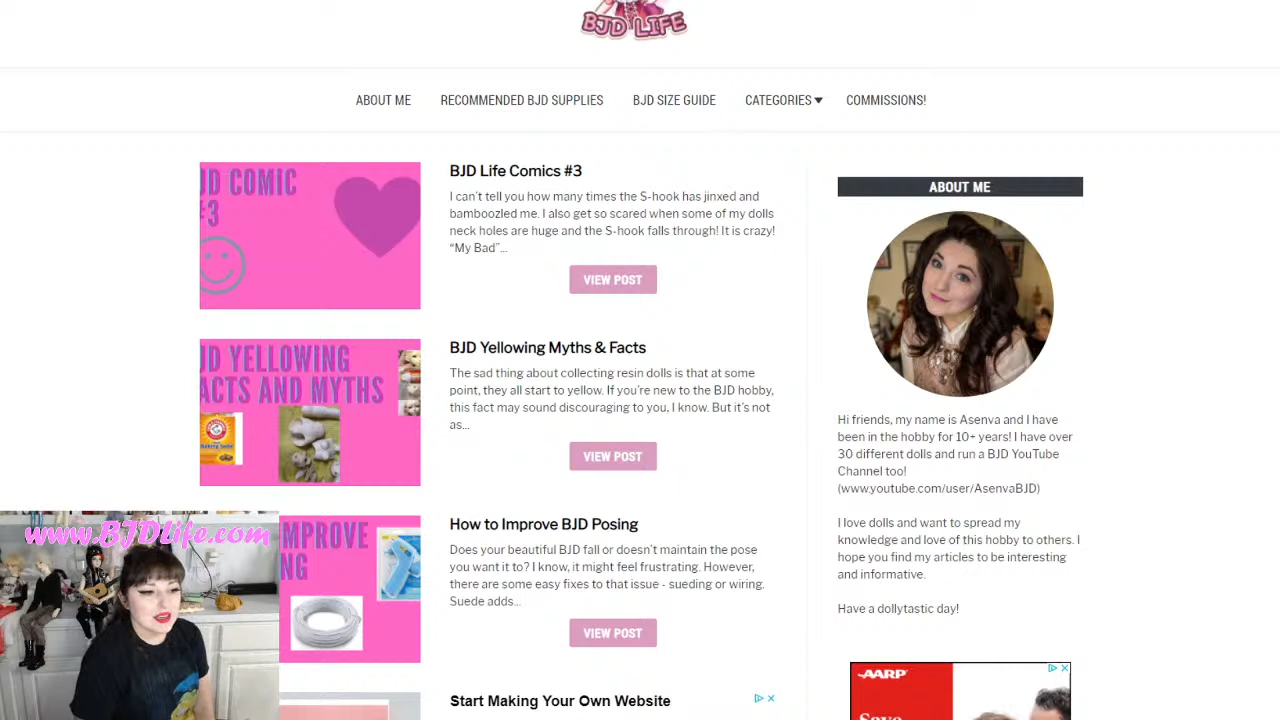 BJD LIFE
ABOUT ME
RECOMMENDED BJD SUPPLIES
BJD SIZE GUIDE
CATEGORIES
COMMISSIONS!
JD COMIC
#3
BJD Life Comics #3
I can't tell you how many times the S-hook has jinxed and
bamboozled me. I also get so scared when some of my dolls
neck holes are huge and the S-hook falls through! It is crazy!
“My Bad”...
VIEW POST
JD YELLOWING
ACTS AND MYTHS
BJD Yellowing Myths & Facts
The sad thing about collecting resin dolls is that at some
point, they all start to yellow. If you're new to the BJD hobby,
this fact may sound discouraging to you, I know. But it's not
as...
VIEW POST
IMPROVE
NG
How to Improve BJD Posing
Does your beautiful BJD fall or doesn't maintain the pose
you want it to? I know, it might feel frustrating. However,
there are some easy fixes to that issue - sueding or wiring.
Suede adds...
VIEW POST
Start Making Your Own Website
ABOUT ME
Hi friends, my name is Asenva and I have
been in the hobby for 10+ years! I have over
30 different dolls and run a BJD YouTube
Channel too!
(www.youtube.com/user/AsenvaBJD)
I love dolls and want to spread my
knowledge and love of this hobby to others. I
hope you find my articles to be interesting
and informative.
Have a dollytastic day!
AARP
Save
www.BJDlife.com